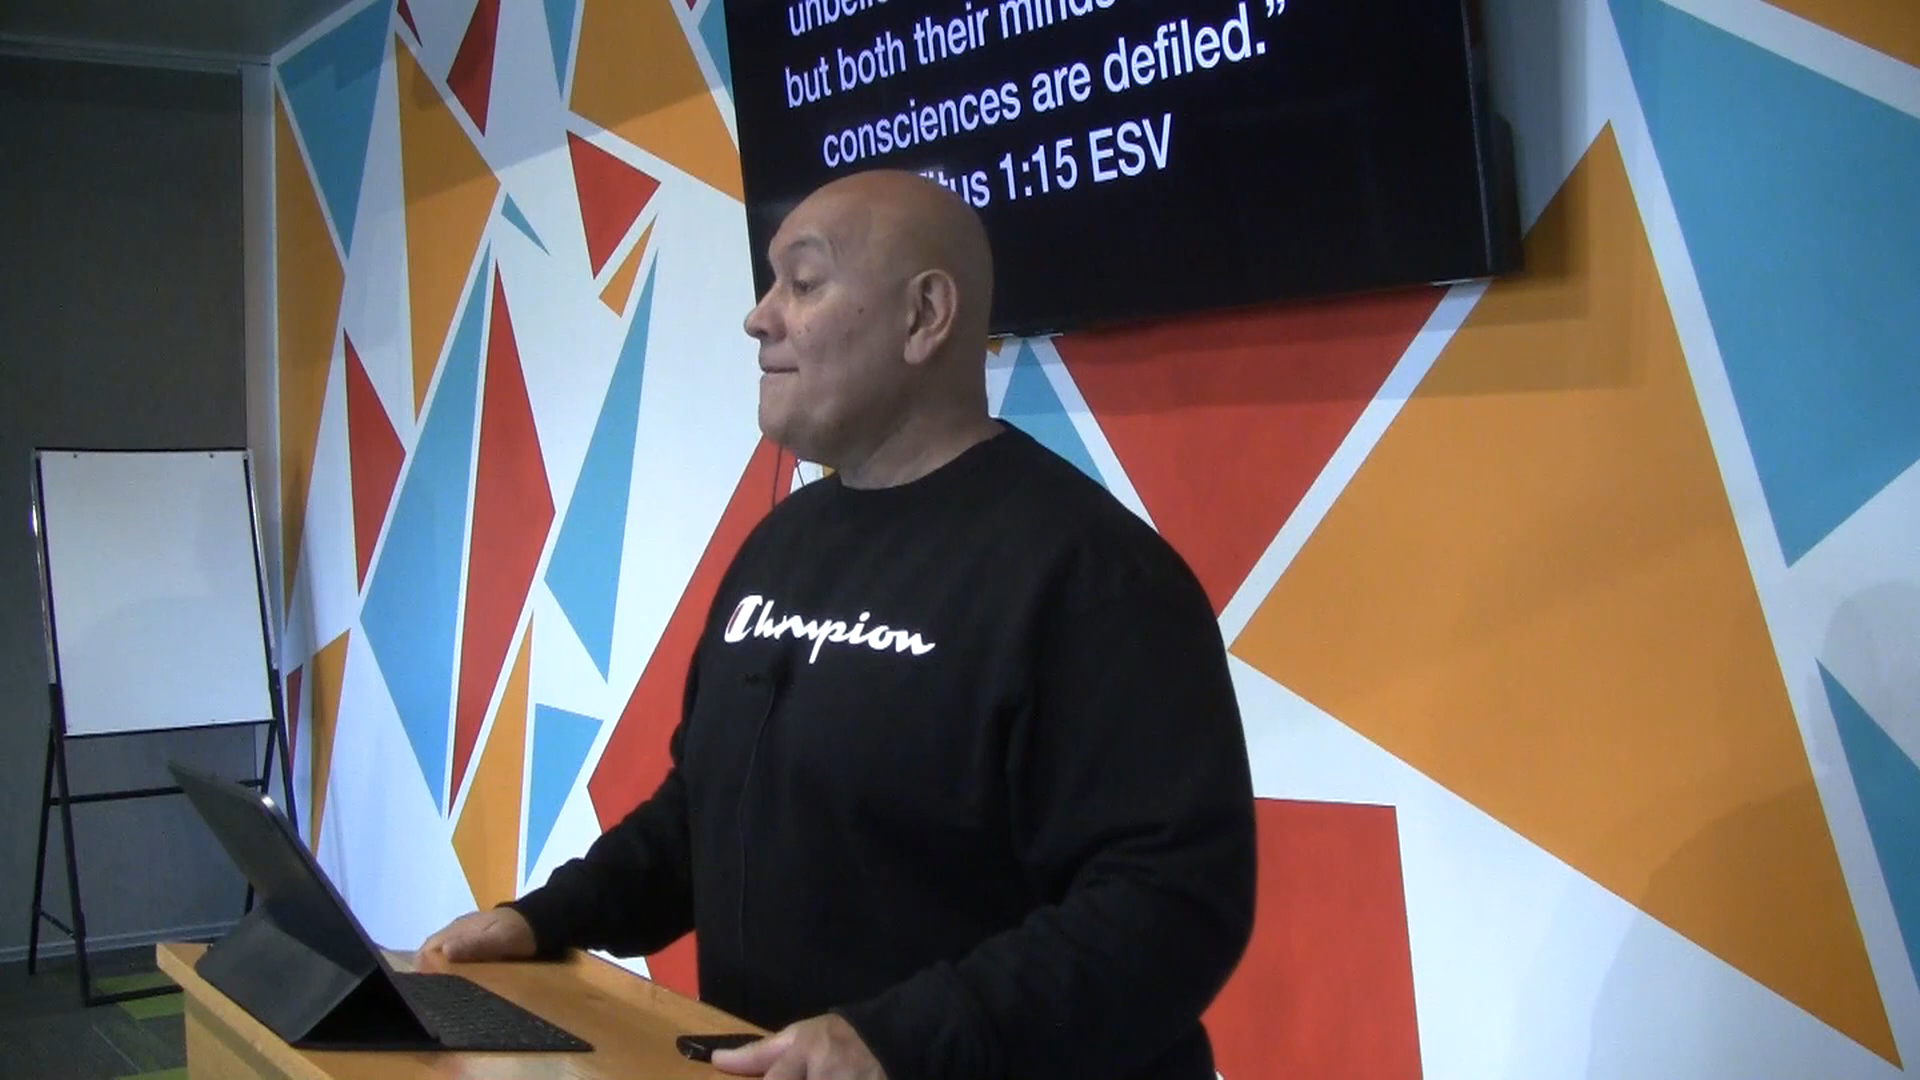 but both their minds
consciences are defiled.”
1:15 ESV
Champion